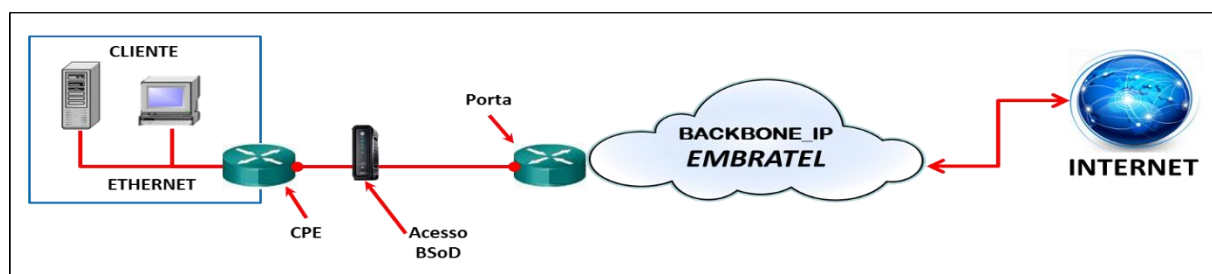 CLIENTE
ETHERNET
CPE
Acesso
BSoD
Porta
BACKBONE_IP
EMBRATEL
INTERNET